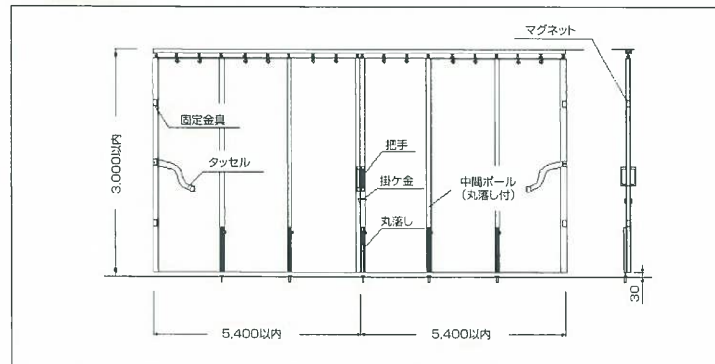 マグネット
固定金具
タッセル
把手
掛ケ金
丸落し
中間ポール
(丸落し付)
3,000以内
30
5,400以内
5,400以内